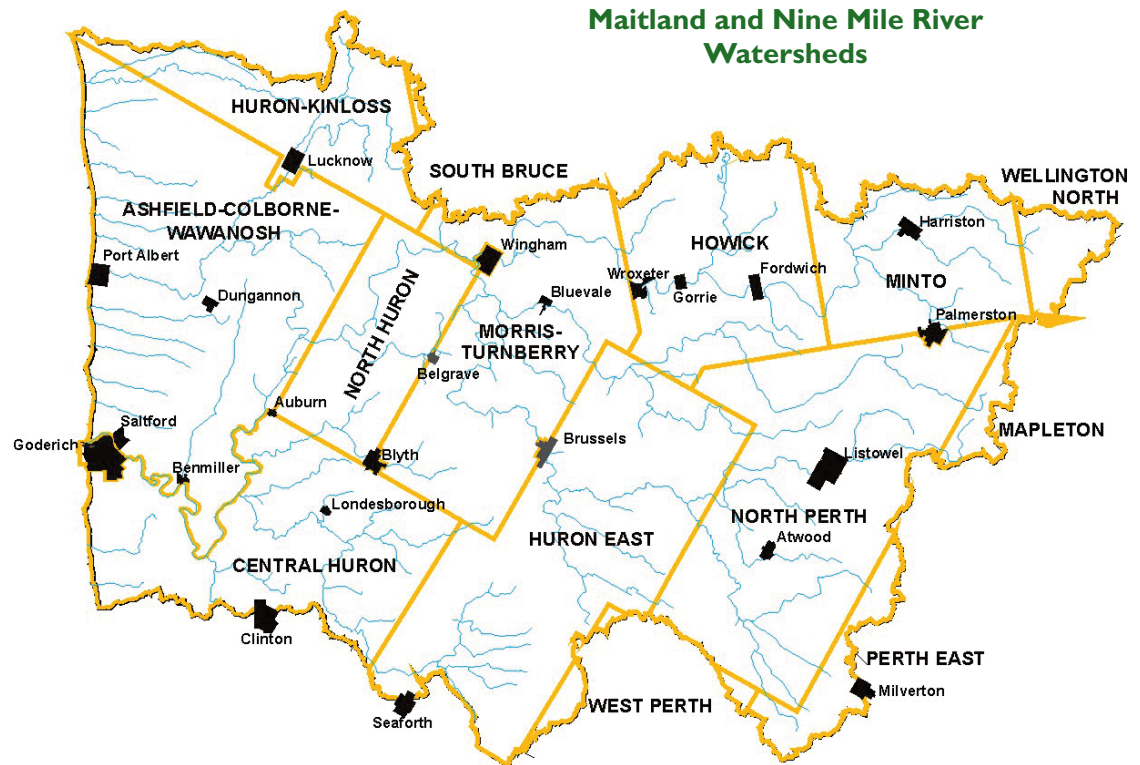 Maitland and Nine Mile River
Watersheds
HURON-KINLOSS
Lucknow
SOUTH BRUCE
WELLINGTON
NORTH
ASHFIELD-COLBORNE-
WAWANOSH
Harriston
Port Albert
Wingham
HOWICK
Wroxeter
Fordwich
MINTO
Dungannon
Bluevale
Gorrie
Palmerston
NORTH HURON
MORRIS-
TURNBERRY
Belgrave
Auburn
Saltford
Goderich
Brussels
MAPLETON
Benmiller
Blyth
Listowel
Londesborough
NORTH PERTH
Atwood
HURON EAST
CENTRAL HURON
Clinton
PERTH EAST
Milverton
WEST PERTH
Seaforth